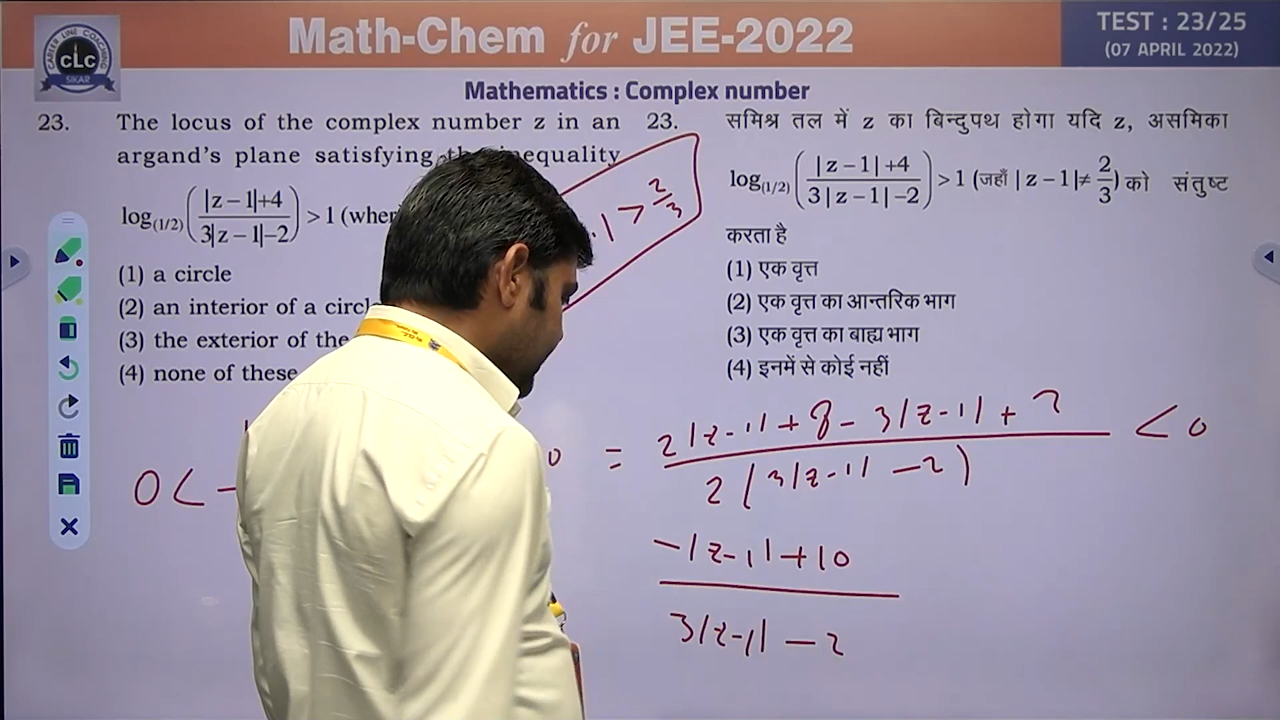 Math-Chem for JEE-2022
TEST : 23/25
(07 APRIL 2022)
CAREER LINE COACHING
CLC
SIKAR
Mathematics : Complex number
23. The locus of the complex number z in an
argand's plane satisfying the inequality
log(1/2) (|z − 1|+4 / 3|z − 1|−2) > 1 (wher
(1) a circle
(2) an interior of a circl
(3) the exterior of the
(4) none of these
23. समिश्र तल में z का बिन्दुपथ होगा यदि z, असमिका
log(1/2) (|z − 1|+4 / 3|z − 1|−2) > 1 (जहाँ |z − 1|≠ 2/3) को संतुष्ट
करता है
(1) एक वृत्त
(2) एक वृत्त का आन्तरिक भाग
(3) एक वृत्त का बाह्य भाग
(4) इनमें से कोई नहीं
1 > 2/3
0 <
0 = 2|z-1| + 8 - 3|z-1| + 2 / 2(3|z-1| - 2) < 0
-|z-1| + 10 / 3|z-1| - 2